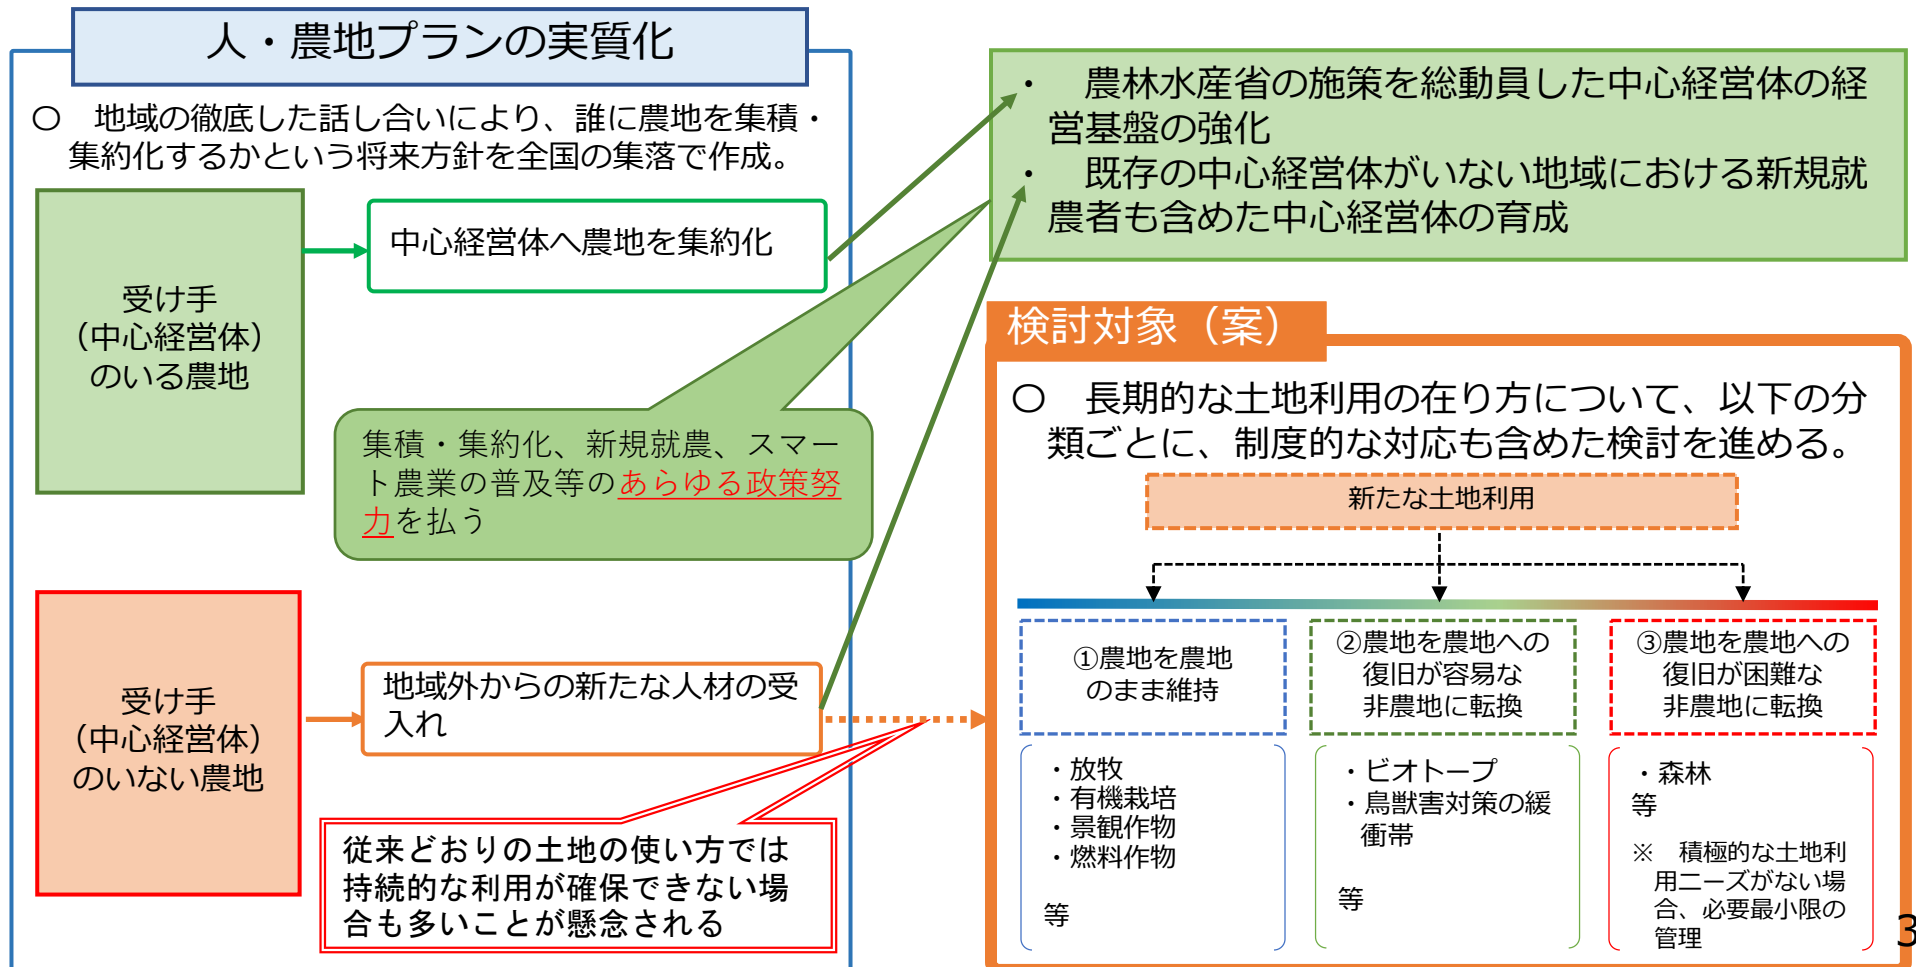 人・農地プランの実質化
〇　地域の徹底した話し合いにより、誰に農地を集積・
集約化するかという将来方針を全国の集落で作成。
受け手
（中心経営体）
のいる農地
中心経営体へ農地を集約化
集積・集約化、新規就農、スマー
ト農業の普及等のあらゆる政策努
力を払う
受け手
（中心経営体）
のいない農地
地域外からの新たな人材の受
入れ
従来どおりの土地の使い方では
持続的な利用が確保できない場
合も多いことが懸念される
・　農林水産省の施策を総動員した中心経営体の経
営基盤の強化
・　既存の中心経営体がいない地域における新規就
農者も含めた中心経営体の育成
検討対象（案）
〇　長期的な土地利用の在り方について、以下の分
類ごとに、制度的な対応も含めた検討を進める。
新たな土地利用
①農地を農地
のまま維持
・放牧
・有機栽培
・景観作物
・燃料作物
等
②農地を農地への
復旧が容易な
非農地に転換
・ビオトープ
・鳥獣害対策の緩
衝帯
等
③農地を農地への
復旧が困難な
非農地に転換
・森林
等
※　積極的な土地利
用ニーズがない場
合、必要最小限の
管理
3